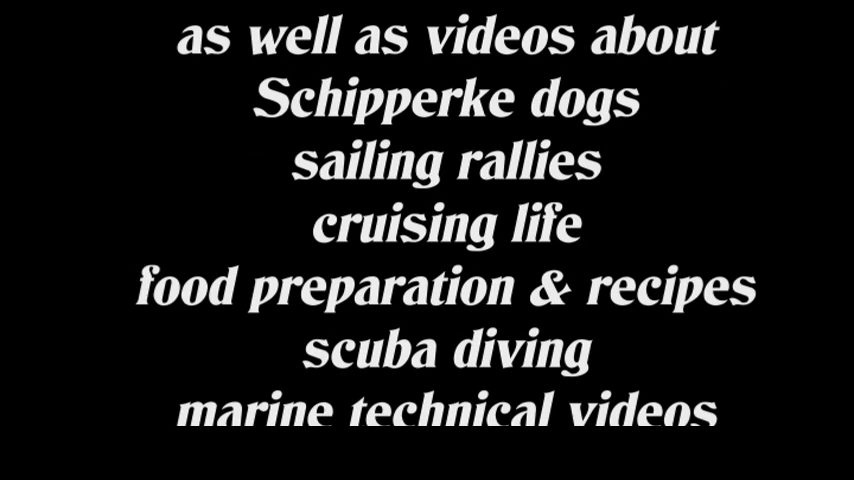 as well as videos about
Schipperke dogs
sailing rallies
cruising life
food preparation & recipes
scuba diving
marine technical videos